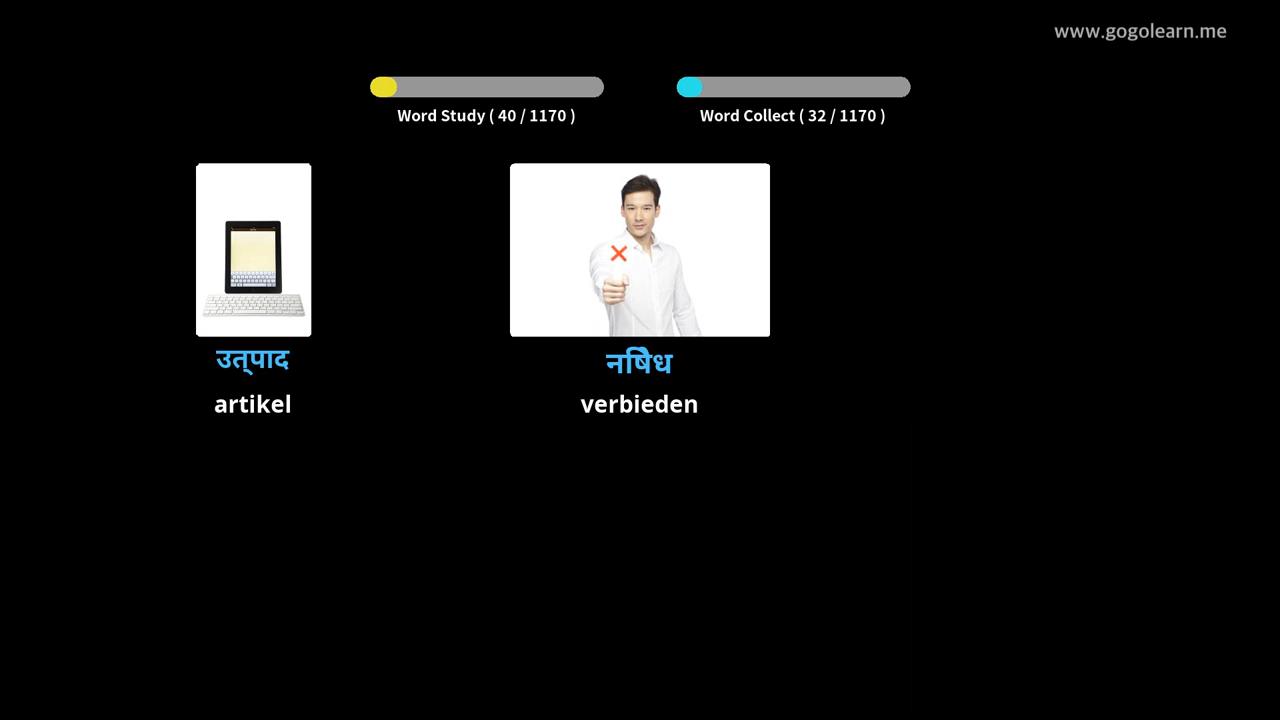 www.gogolearn.me
Word Study ( 40 / 1170 )
Word Collect ( 32 / 1170 )
उत्पाद
निषेध
artikel
verbieden